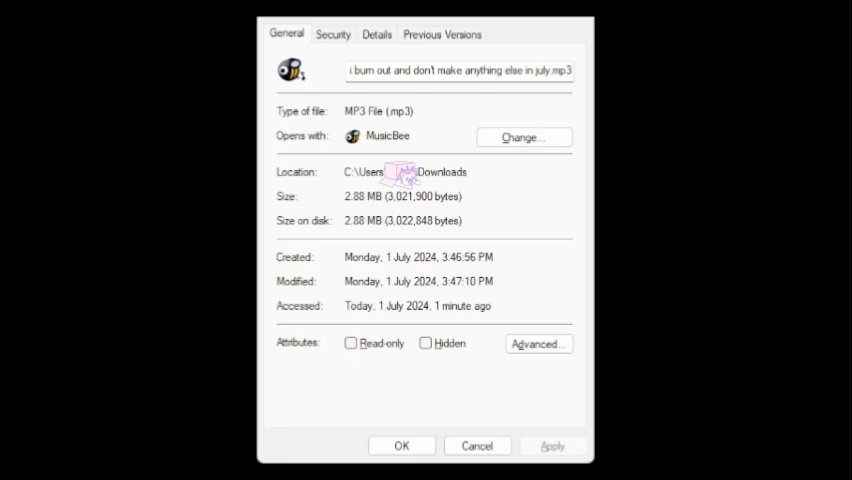 General Security Details Previous Versions
i burn out and don't make anything else in july.mp3
Type of file: MP3 File (.mp3)
Opens with: MusicBee Change...
Location: C:\Users Downloads
Size: 2.88 MB (3,021,900 bytes)
Size on disk: 2.88 MB (3,022,848 bytes)
Created: Monday, 1 July 2024, 3:46:56 PM
Modified: Monday, 1 July 2024, 3:47:10 PM
Accessed: Today, 1 July 2024, 1 minute ago
Attributes: Read-only Hidden Advanced...
OK Cancel Apply